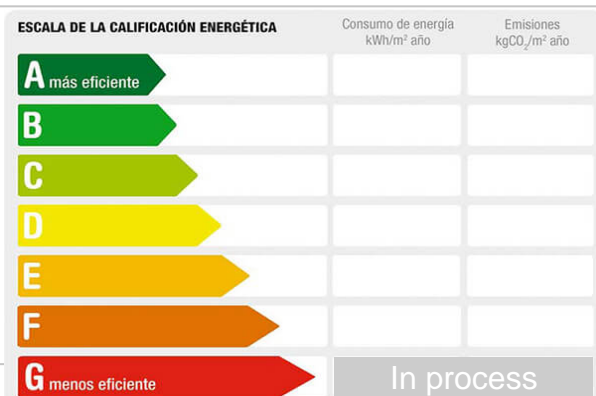 ESCALA DE LA CALIFICACIÓN ENERGÉTICA
Consumo de energía
kWh/m² año
Emisiones
kgCO₂/m² año
A más eficiente
B
C
D
E
F
G menos eficiente
In process